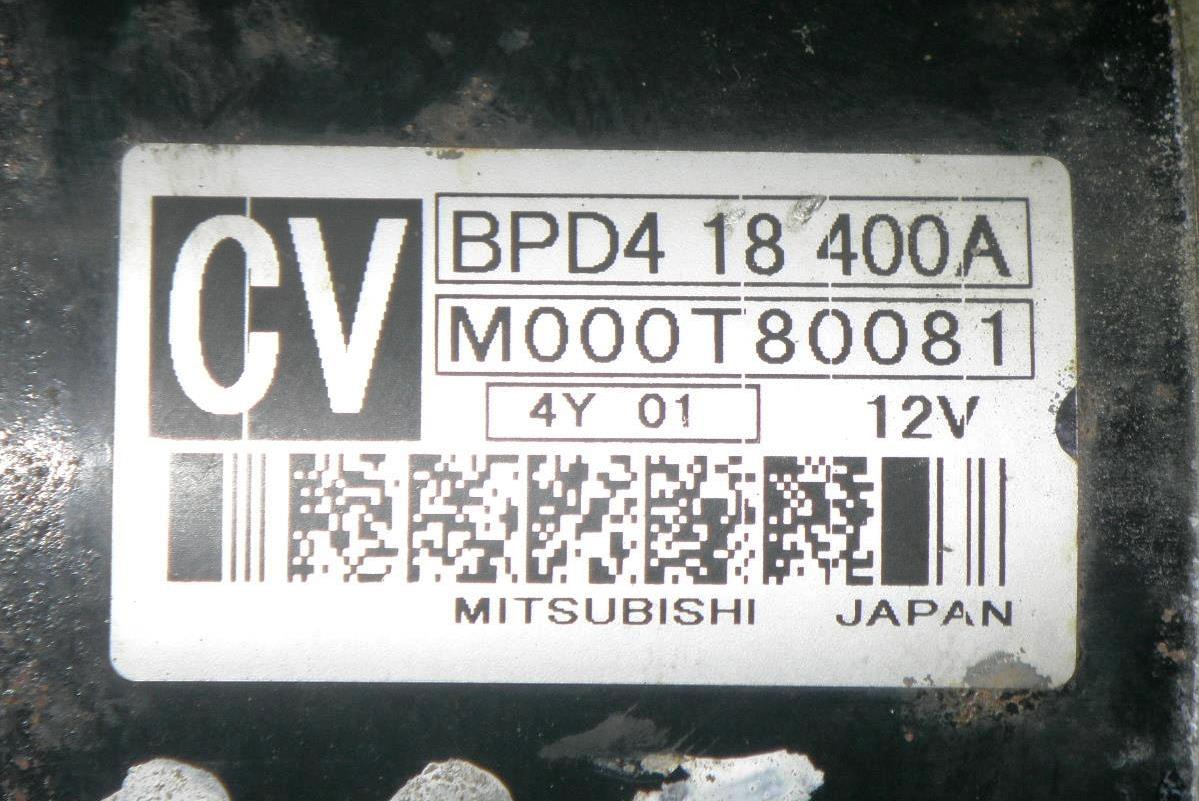 CV
BPD4 18 400A
M000T80081
4Y 01 12V
MITSUBISHI JAPAN